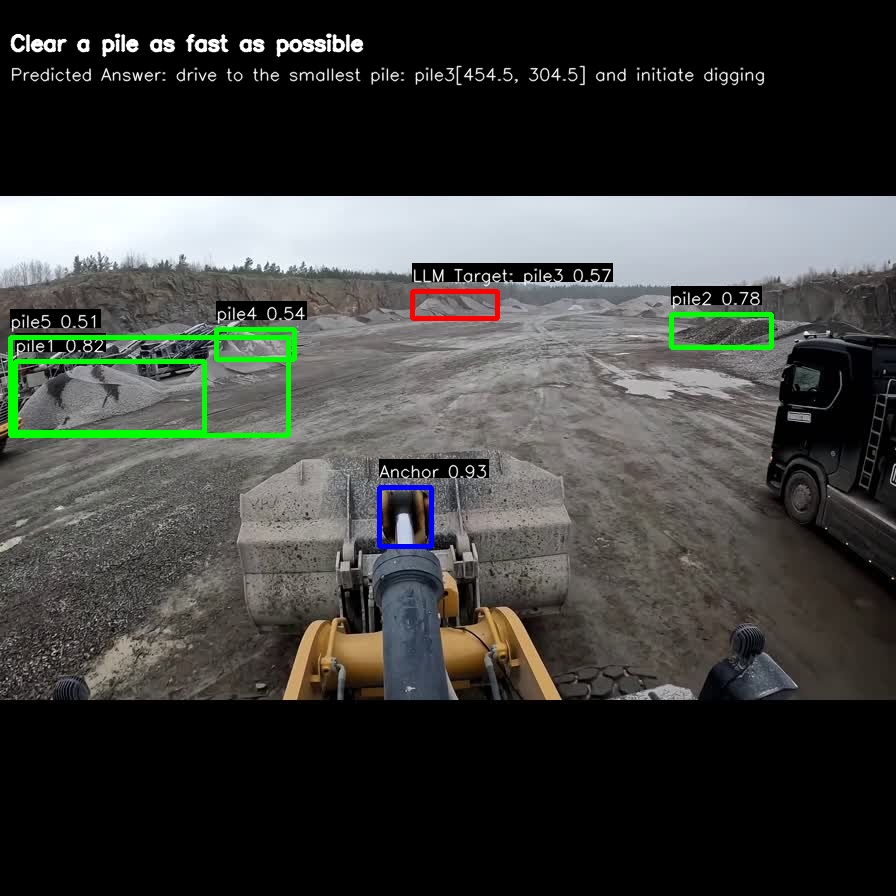 Clear a pile as fast as possible
Predicted Answer: drive to the smallest pile: pile3[454.5, 304.5] and initiate digging
LLM Target: pile3 0.57
pile2 0.78
pile4 0.54
pile5 0.51
pile1 0.82
Anchor 0.93